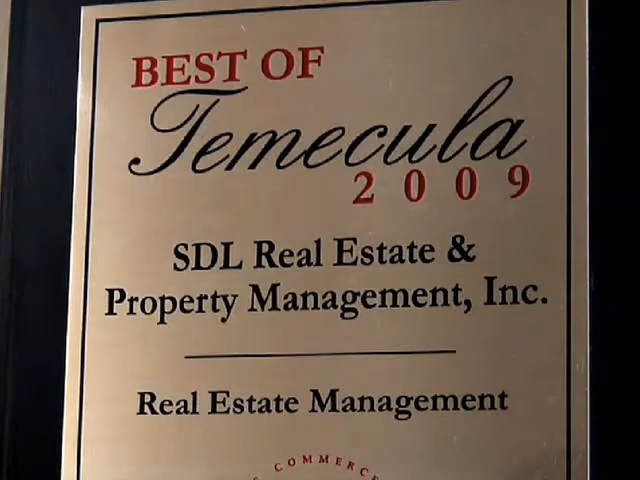 BEST OF
Temecula
2009
SDL Real Estate &
Property Management, Inc.
Real Estate Management
COMMERCE